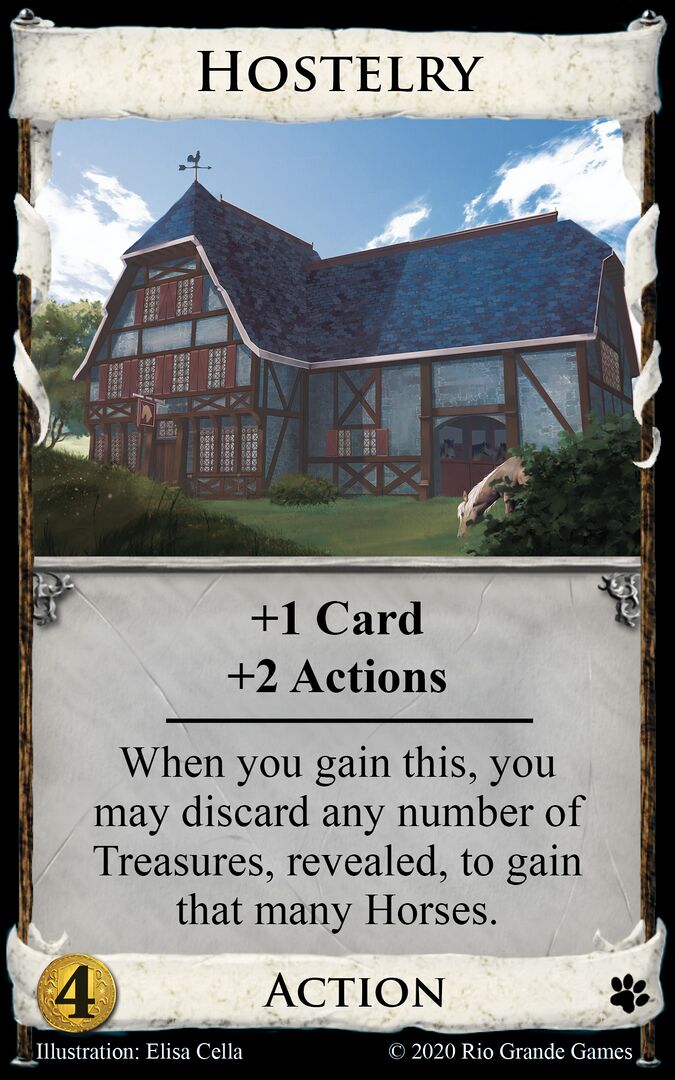 HOSTELRY
+1 Card
+2 Actions
When you gain this, you
may discard any number of
Treasures, revealed, to gain
that many Horses.
4
ACTION
Illustration: Elisa Cella
© 2020 Rio Grande Games